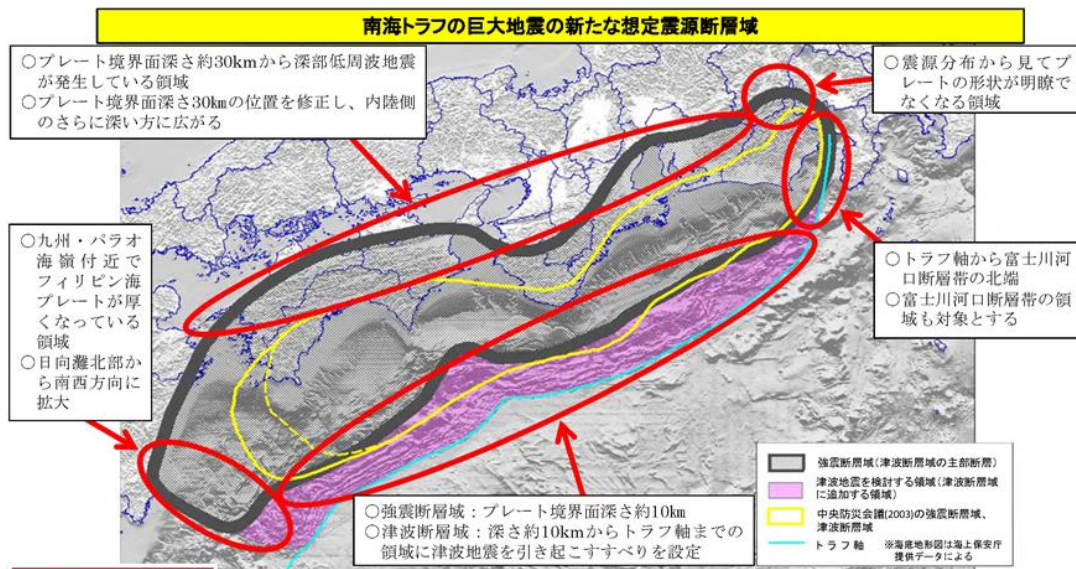 南海トラフの巨大地震の新たな想定震源断層域
○プレート境界面深さ約30kmから深部低周波地震
が発生している領域
○プレート境界面深さ30kmの位置を修正し、内陸側
のさらに深い方に広がる
○震源分布から見てプ
レートの形状が明瞭で
なくなる領域
○九州・パラオ
海嶺付近で
フィリピン海
プレートが厚
くなっている
領域
○日向灘北部か
ら南西方向に
拡大
○トラフ軸から富士川河
口断層帯の北端
○富士川河口断層帯の領
域も対象とする
○強震断層域：プレート境界面深さ約10km
○津波断層域：深さ約10kmからトラフ軸までの
領域に津波地震を引き起こすすべりを設定
強震断層域(津波断層域の主部断層)
津波地震を検討する領域(津波断層域
に追加する領域)
中央防災会議(2003)の強震断層域、
津波断層域
トラフ軸 ※海底地形図は海上保安庁
提供データによる